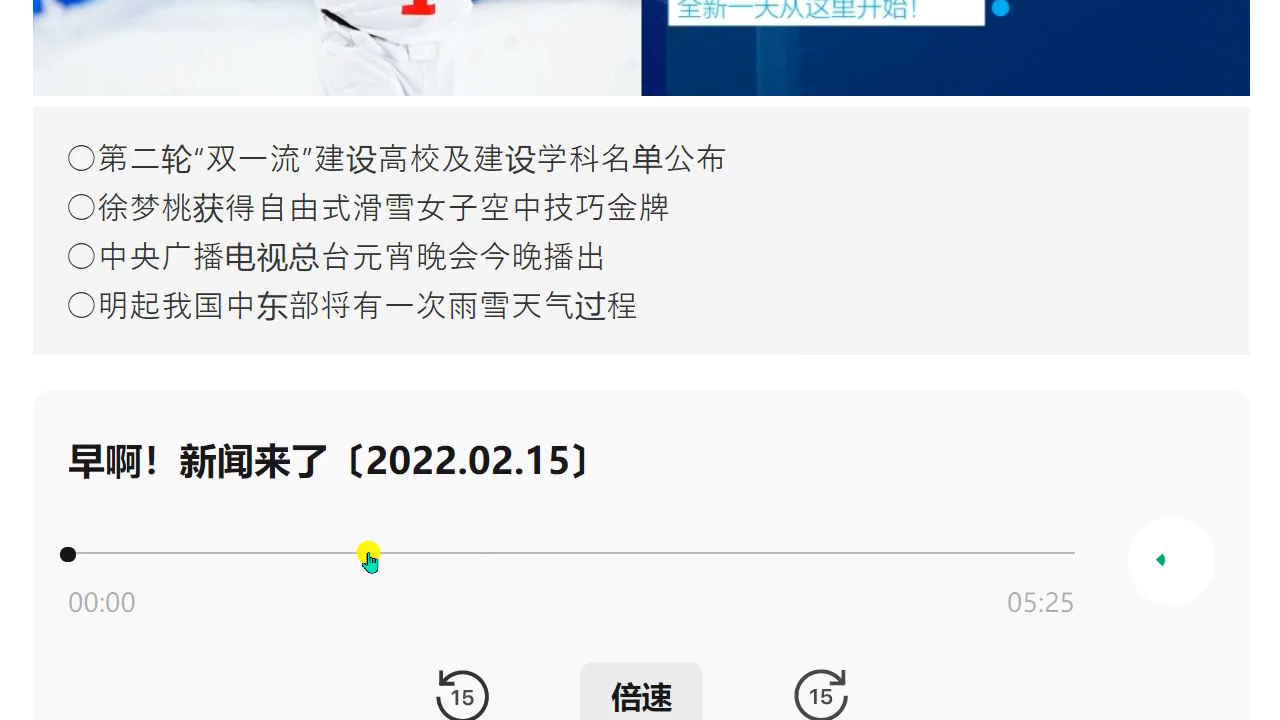 全新一天从这里开始！
〇第二轮“双一流”建设高校及建设学科名单公布
〇徐梦桃获得自由式滑雪女子空中技巧金牌
〇中央广播电视总台元宵晚会今晚播出
〇明起我国中东部将有一次雨雪天气过程
早啊！新闻来了〔2022.02.15〕
00:00
05:25
15
倍速
15